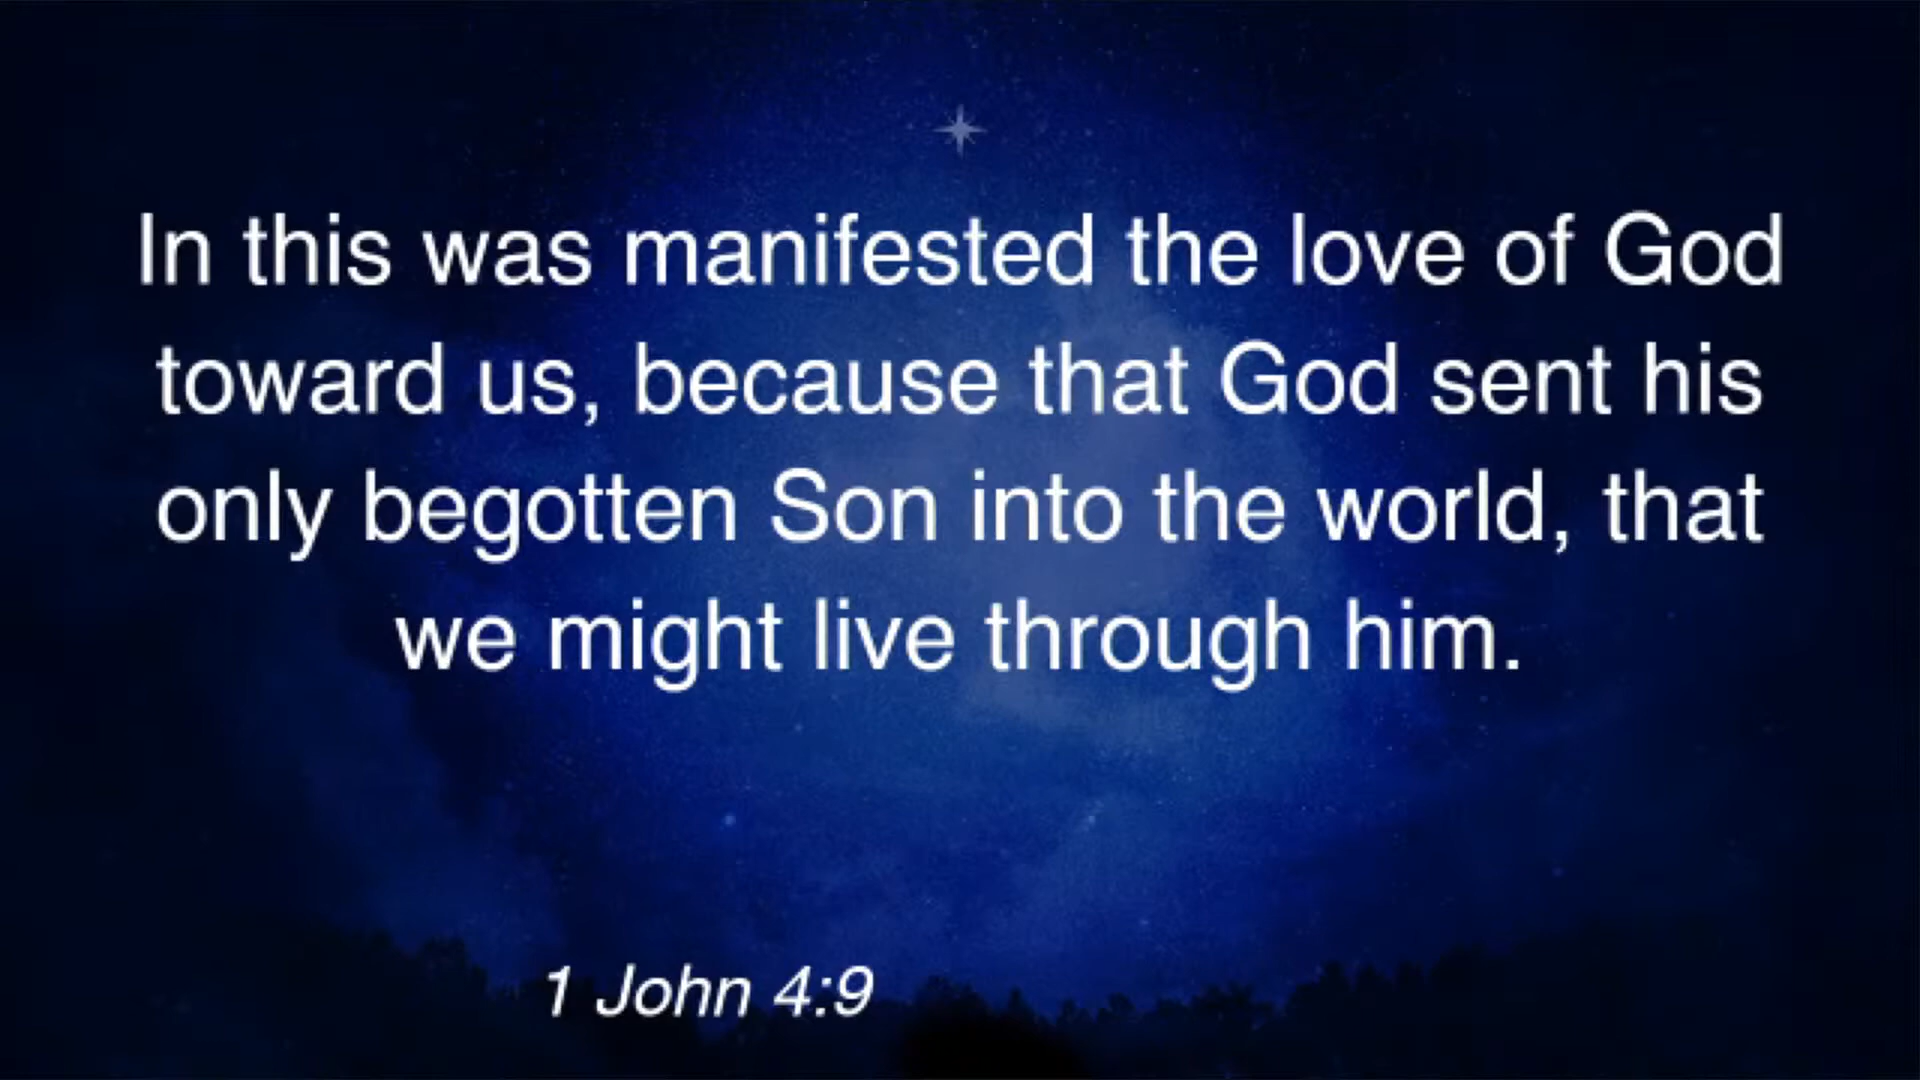 In this was manifested the love of God
toward us, because that God sent his
only begotten Son into the world, that
we might live through him.
1 John 4:9